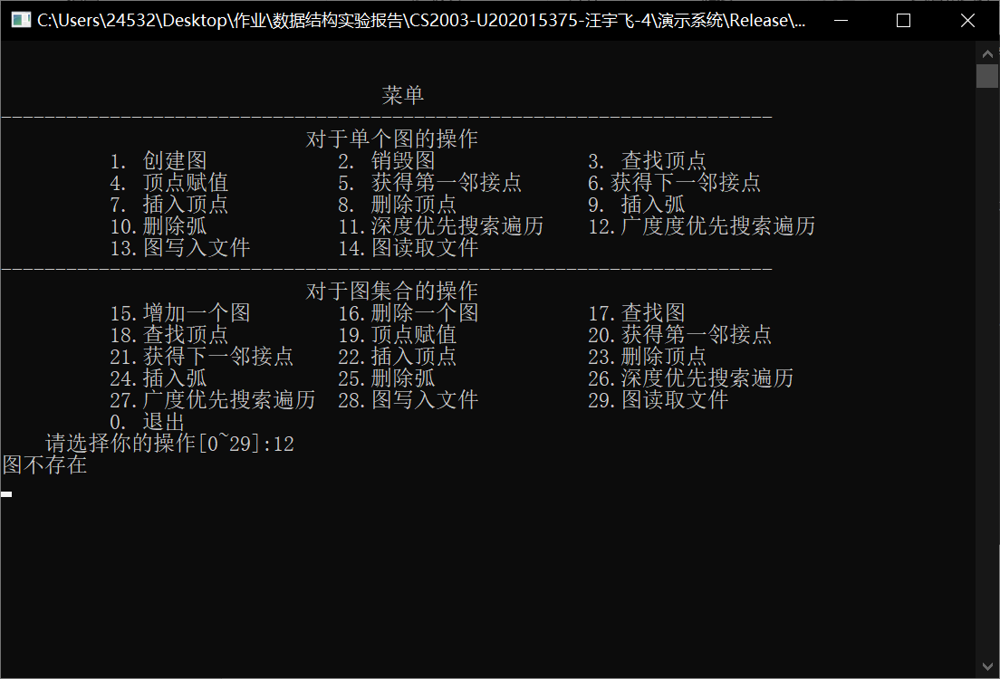 C:\Users\24532\Desktop\作业\数据结构实验报告\CS2003-U202015375-汪宇飞-4\演示系统\Release\...
菜单
-----------------------------------------------------------------------
对于单个图的操作
1. 创建图 2. 销毁图 3. 查找顶点
4. 顶点赋值 5. 获得第一邻接点 6.获得下一邻接点
7. 插入顶点 8. 删除顶点 9. 插入弧
10.删除弧 11.深度优先搜索遍历 12.广度度优先搜索遍历
13.图写入文件 14.图读取文件
-----------------------------------------------------------------------
对于图集合的操作
15.增加一个图 16.删除一个图 17.查找图
18.查找顶点 19.顶点赋值 20.获得第一邻接点
21.获得下一邻接点 22.插入顶点 23.删除顶点
24.插入弧 25.删除弧 26.深度优先搜索遍历
27.广度优先搜索遍历 28.图写入文件 29.图读取文件
0. 退出
请选择你的操作[0~29]:12
图不存在